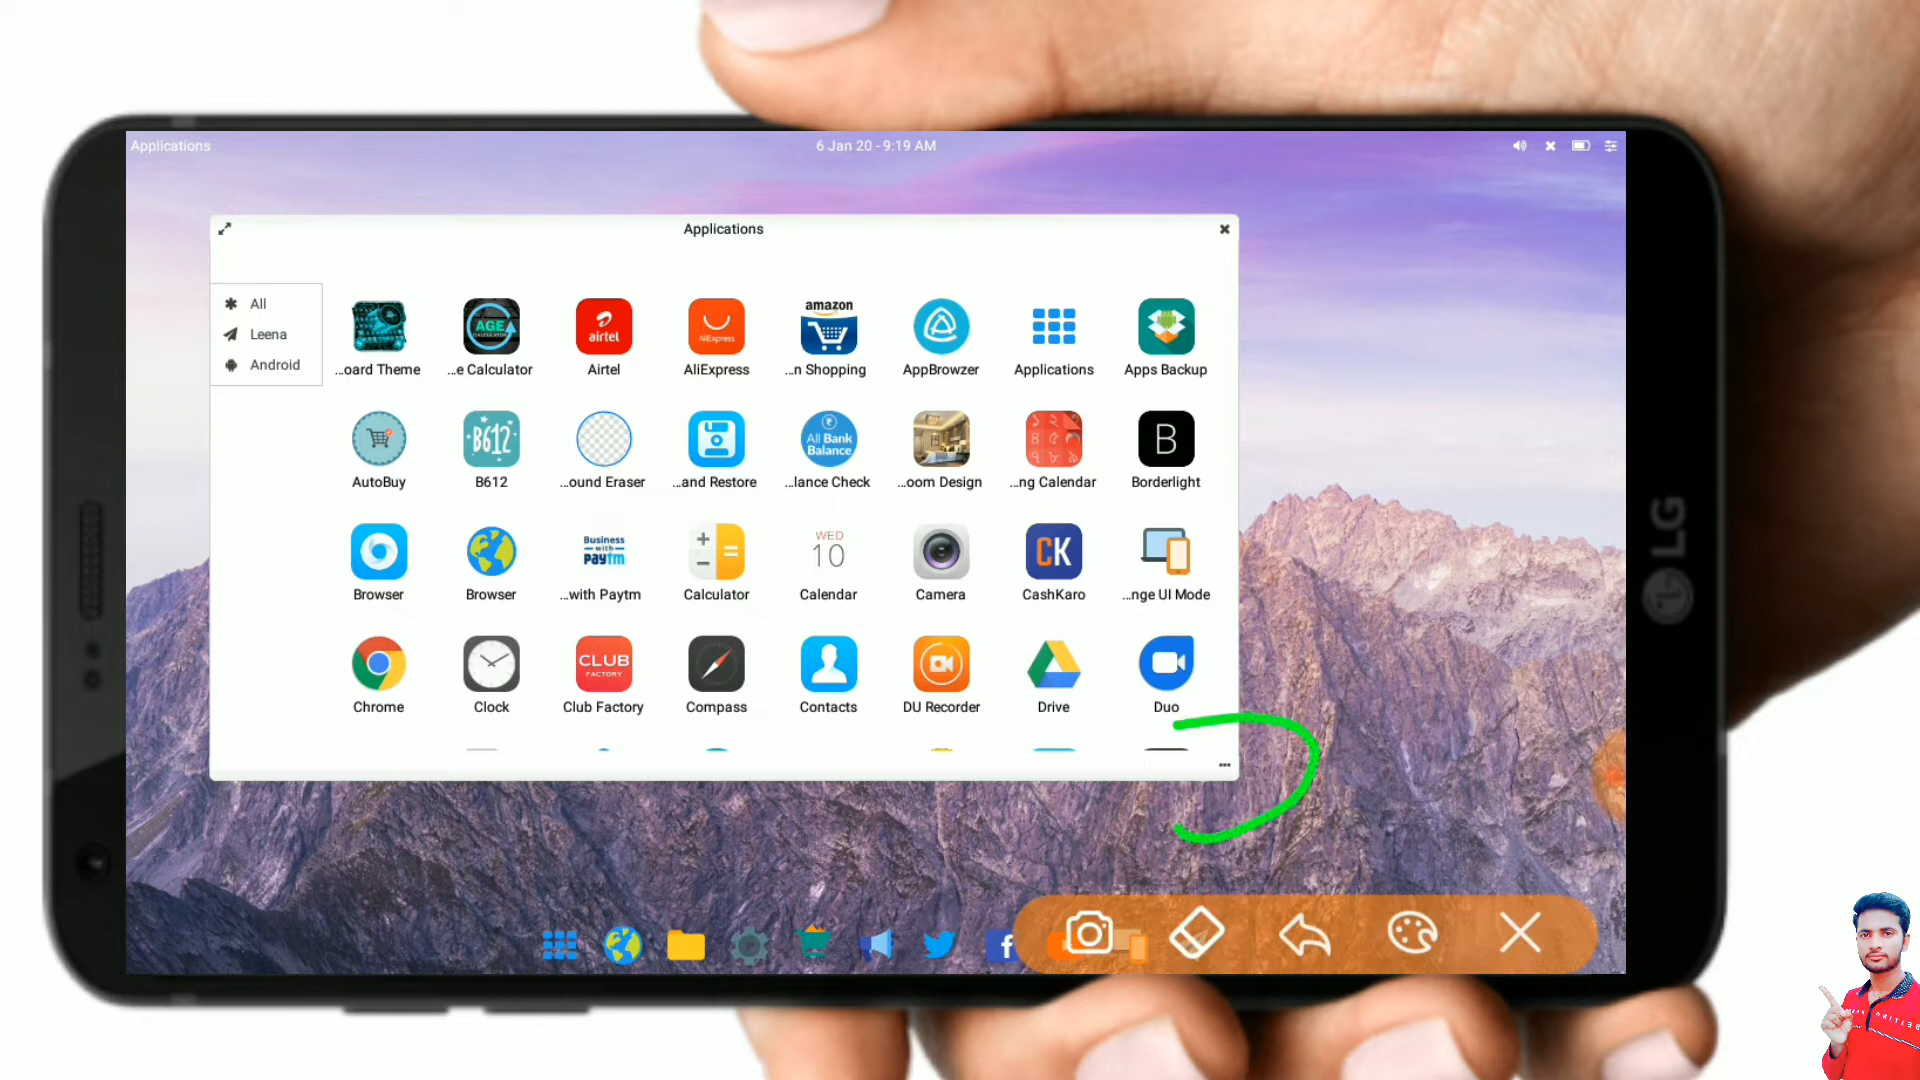 Applications
6 Jan 20 - 9:19 AM
Applications
All
Leena
Android
AGE
CALCULATOR
airtel
AliExpress
amazon
...oard Theme
...e Calculator
Airtel
AliExpress
...n Shopping
AppBrowzer
Applications
Apps Backup
B612
All Bank
Balance
B
AutoBuy
B612
...ound Eraser
...and Restore
...lance Check
...oom Design
...ng Calendar
Borderlight
Business
with
paytm
WED
10
CK
Browser
Browser
...with Paytm
Calculator
Calendar
Camera
CashKaro
...nge UI Mode
CLUB
FACTORY
Chrome
Clock
Club Factory
Compass
Contacts
DU Recorder
Drive
Duo
f
LG